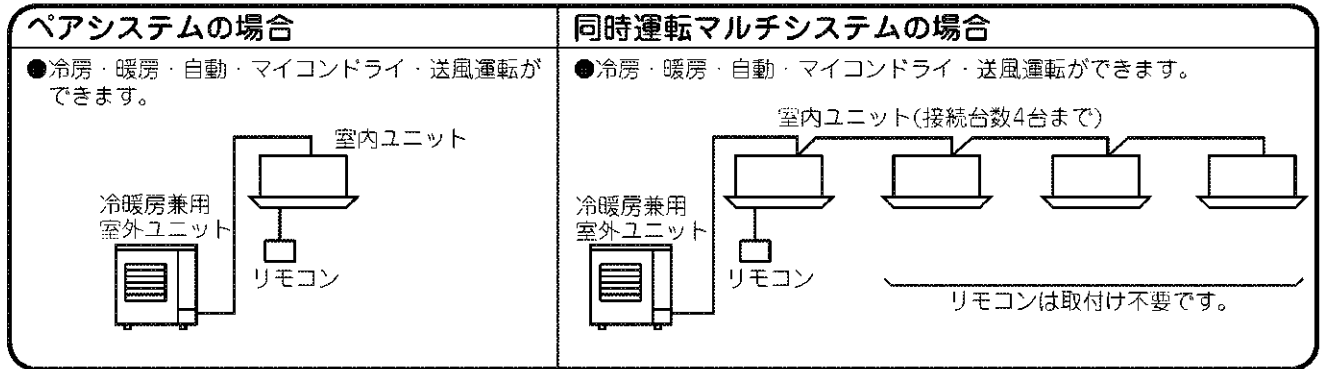 ペアシステムの場合
●冷房・暖房・自動・マイコンドライ・送風運転が
できます。
室内ユニット
冷暖房兼用
室外ユニット
リモコン
同時運転マルチシステムの場合
●冷房・暖房・自動・マイコンドライ・送風運転ができます。
室内ユニット(接続台数4台まで)
冷暖房兼用
室外ユニット
リモコン
リモコンは取付け不要です。